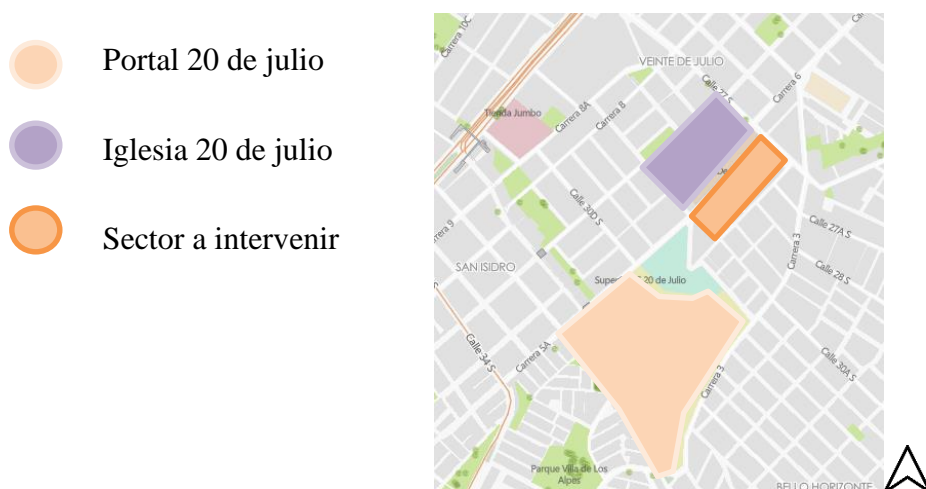 Portal 20 de julio
Iglesia 20 de julio
Sector a intervenir
Carrera 10C
VEINTE DE JULIO
Calle 27 S
Carrera 6
Tienda Jumbo
Carrera 8A
Carrera 8
Calle 30D S
Carrera 3
Calle 27A S
Calle 28 S
SAN ISIDRO
20 de Julio
Calle 34 S
Carrera 5A
Carrera 3
Calle 30A S
Parque Villa de Los
Alpes
BELLO HORIZONTE